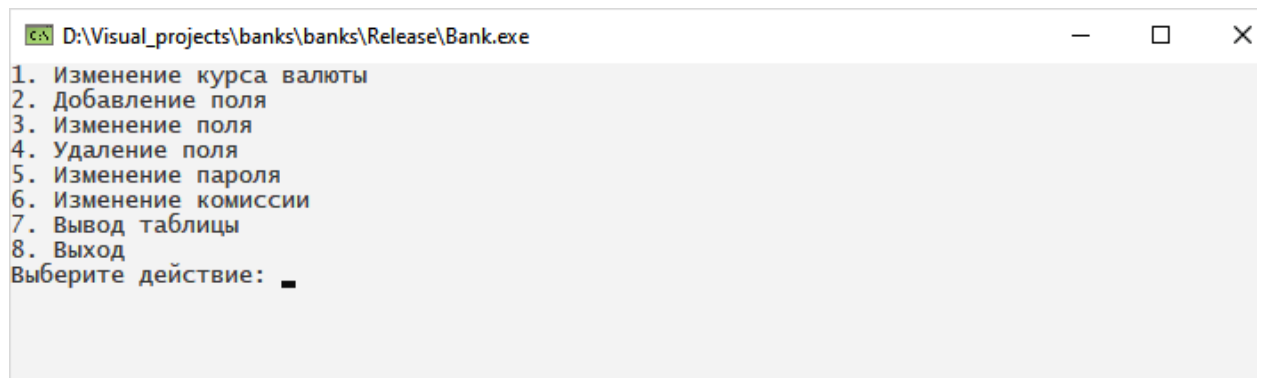 D:\Visual_projects\banks\banks\Release\Bank.exe
1. Изменение курса валюты
2. Добавление поля
3. Изменение поля
4. Удаление поля
5. Изменение пароля
6. Изменение комиссии
7. Вывод таблицы
8. Выход
Выберите действие: